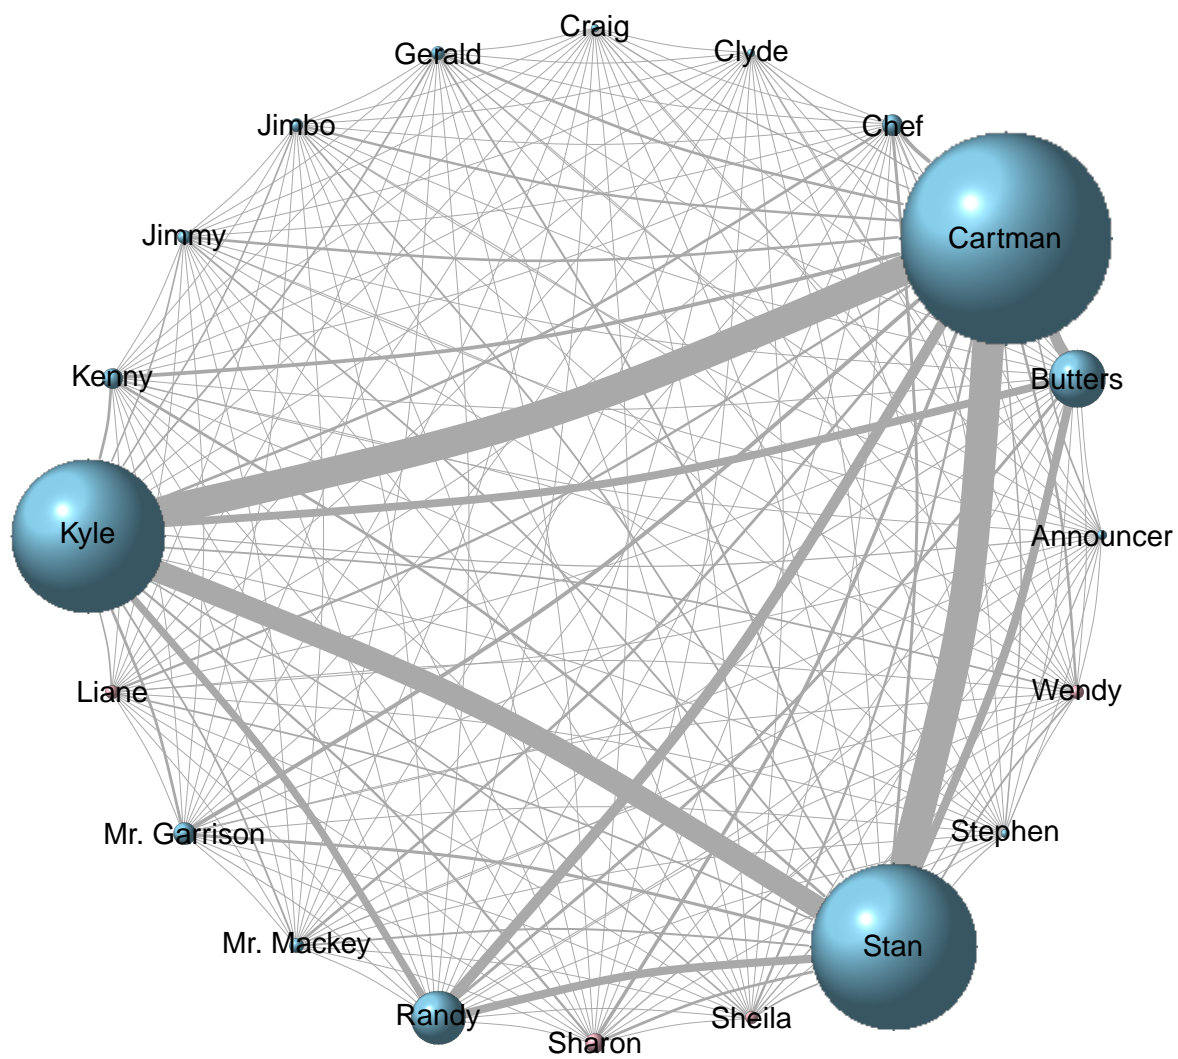 Craig
Gerald
Clyde
Jimbo
Chef
Jimmy
Cartman
Kenny
Butters
Kyle
Announcer
Liane
Wendy
Mr. Garrison
Stephen
Mr. Mackey
Stan
Randy
Sheila
Sharon